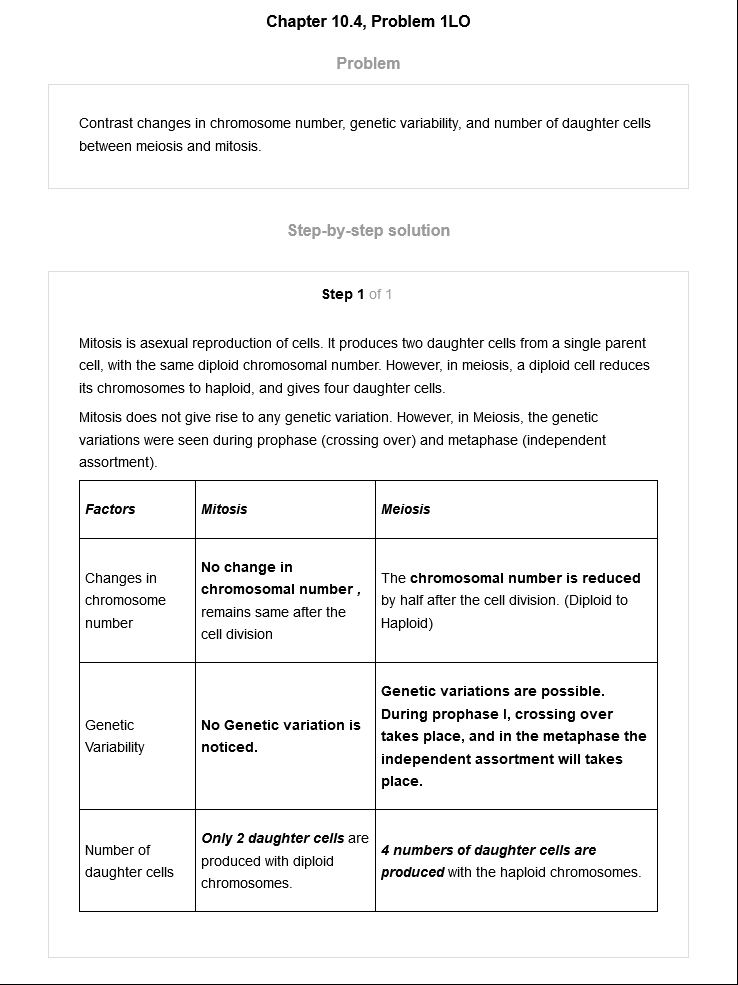 Chapter 10.4, Problem 1LO
Problem
Contrast changes in chromosome number, genetic variability, and number of daughter cells
between meiosis and mitosis.
Step-by-step solution
Step 1 of 1
Mitosis is asexual reproduction of cells. It produces two daughter cells from a single parent
cell, with the same diploid chromosomal number. However, in meiosis, a diploid cell reduces
its chromosomes to haploid, and gives four daughter cells.
Mitosis does not give rise to any genetic variation. However, in Meiosis, the genetic
variations were seen during prophase (crossing over) and metaphase (independent
assortment).
Factors
Mitosis
Meiosis
Changes in
chromosome
number
No change in
chromosomal number ,
remains same after the
cell division
The chromosomal number is reduced
by half after the cell division. (Diploid to
Haploid)
Genetic
Variability
No Genetic variation is
noticed.
Genetic variations are possible.
During prophase I, crossing over
takes place, and in the metaphase the
independent assortment will takes
place.
Number of
daughter cells
Only 2 daughter cells are
produced with diploid
chromosomes.
4 numbers of daughter cells are
produced with the haploid chromosomes.